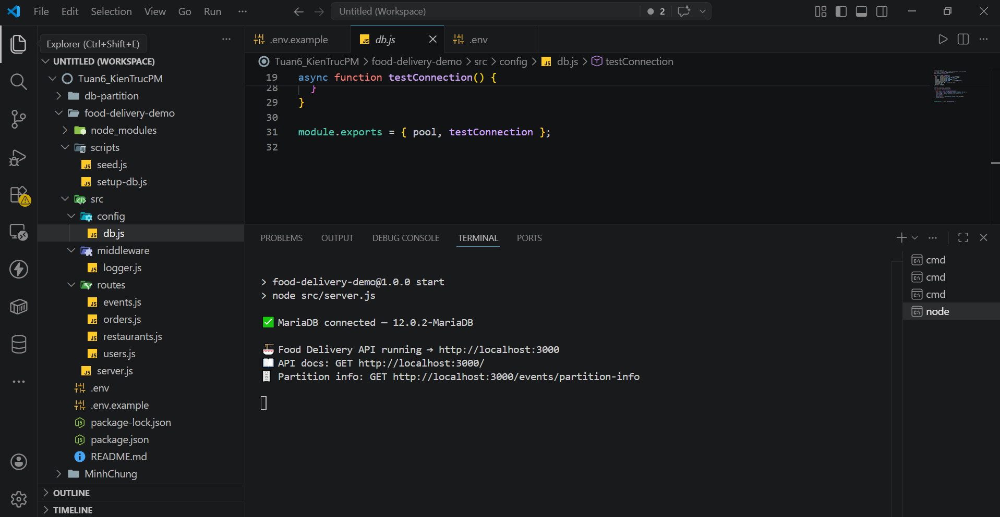 File Edit Selection View Go Run ···
Untitled (Workspace)
2
Explorer (Ctrl+Shift+E)
UNTITLED (WORKSPACE)
Tuan6_KienTrucPM
db-partition
food-delivery-demo
node_modules
scripts
seed.js
setup-db.js
src
config
db.js
middleware
logger.js
routes
events.js
orders.js
restaurants.js
users.js
server.js
.env
.env.example
package-lock.json
package.json
README.md
MinhChung
OUTLINE
TIMELINE
.env.example
db.js
.env
Tuan6_KienTrucPM > food-delivery-demo > src > config > JS db.js > testConnection
19 async function testConnection() {
28 }
29 }
30
31 module.exports = { pool, testConnection };
32
PROBLEMS OUTPUT DEBUG CONSOLE TERMINAL PORTS
> food-delivery-demo@1.0.0 start
> node src/server.js
✅ MariaDB connected — 12.0.2-MariaDB
🍜 Food Delivery API running → http://localhost:3000
📖 API docs: GET http://localhost:3000/
🗄 Partition info: GET http://localhost:3000/events/partition-info
cmd
cmd
cmd
node